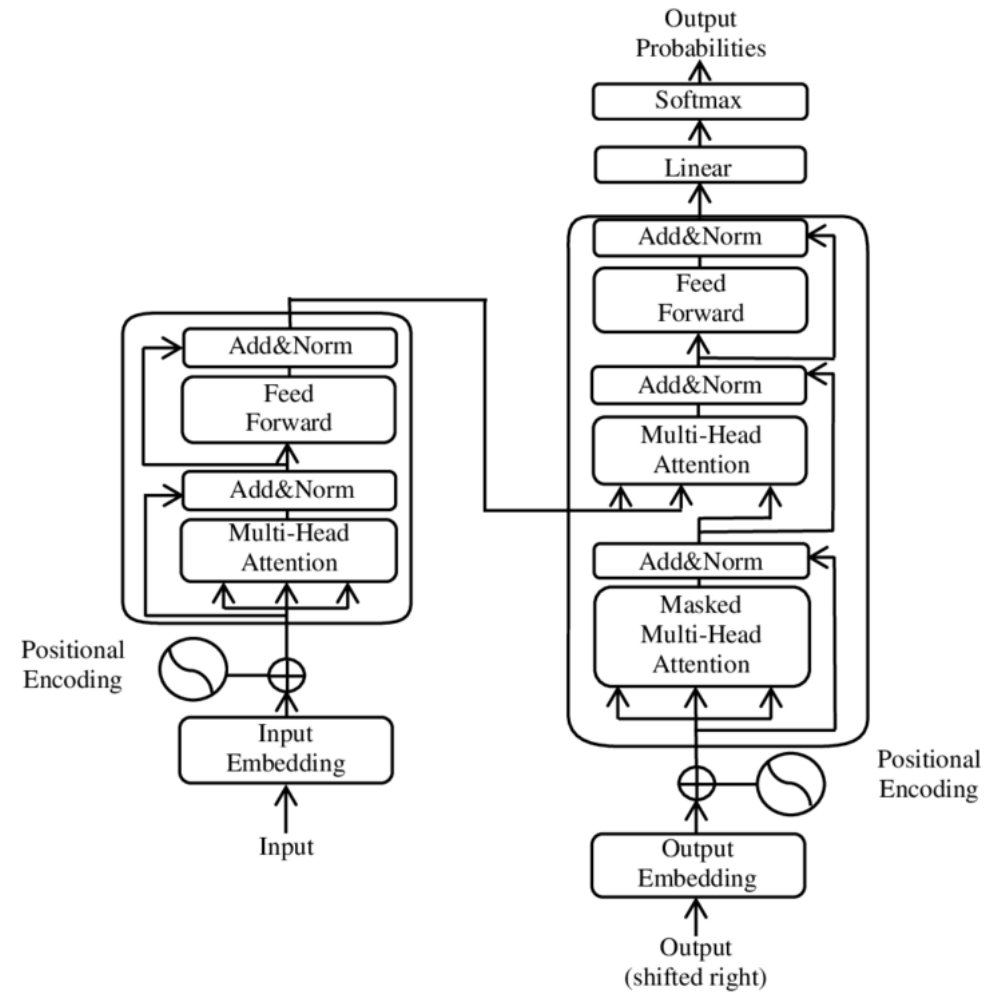 Output
Probabilities
Softmax
Linear
Add&Norm
Feed
Forward
Add&Norm
Multi-Head
Attention
Add&Norm
Masked
Multi-Head
Attention
Positional
Encoding
Output
Embedding
Output
(shifted right)
Add&Norm
Feed
Forward
Add&Norm
Multi-Head
Attention
Positional
Encoding
Input
Embedding
Input